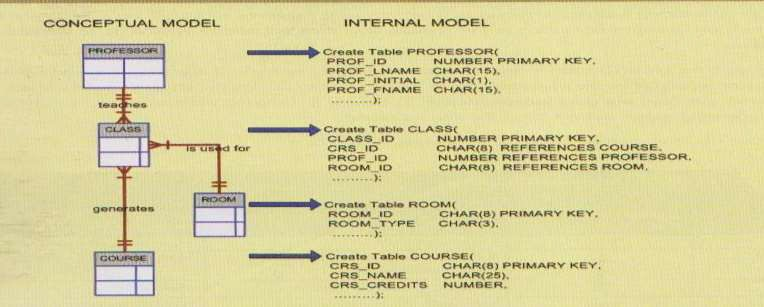 CONCEPTUAL MODEL
INTERNAL MODEL
PROFESSOR
teaches
CLASS
is used for
ROOM
generates
COURSE
Create Table PROFESSOR(
PROF_ID NUMBER PRIMARY KEY,
PROF_LNAME CHAR(15),
PROF_INITIAL CHAR(1),
PROF_FNAME CHAR(15),
.........);
Create Table CLASS(
CLASS_ID NUMBER PRIMARY KEY,
CRS_ID CHAR(8) REFERENCES COURSE,
PROF_ID NUMBER REFERENCES PROFESSOR,
ROOM_ID CHAR(8) REFERENCES ROOM,
.........);
Create Table ROOM(
ROOM_ID CHAR(8) PRIMARY KEY,
ROOM_TYPE CHAR(3),
.........);
Create Table COURSE(
CRS_ID CHAR(8) PRIMARY KEY,
CRS_NAME CHAR(25),
CRS_CREDITS NUMBER,
.........);